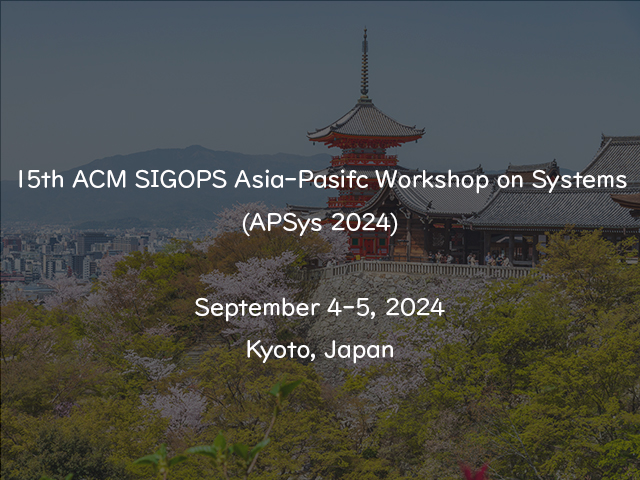 15th ACM SIGOPS Asia-Pasifc Workshop on Systems
(APSys 2024)
September 4-5, 2024
Kyoto, Japan